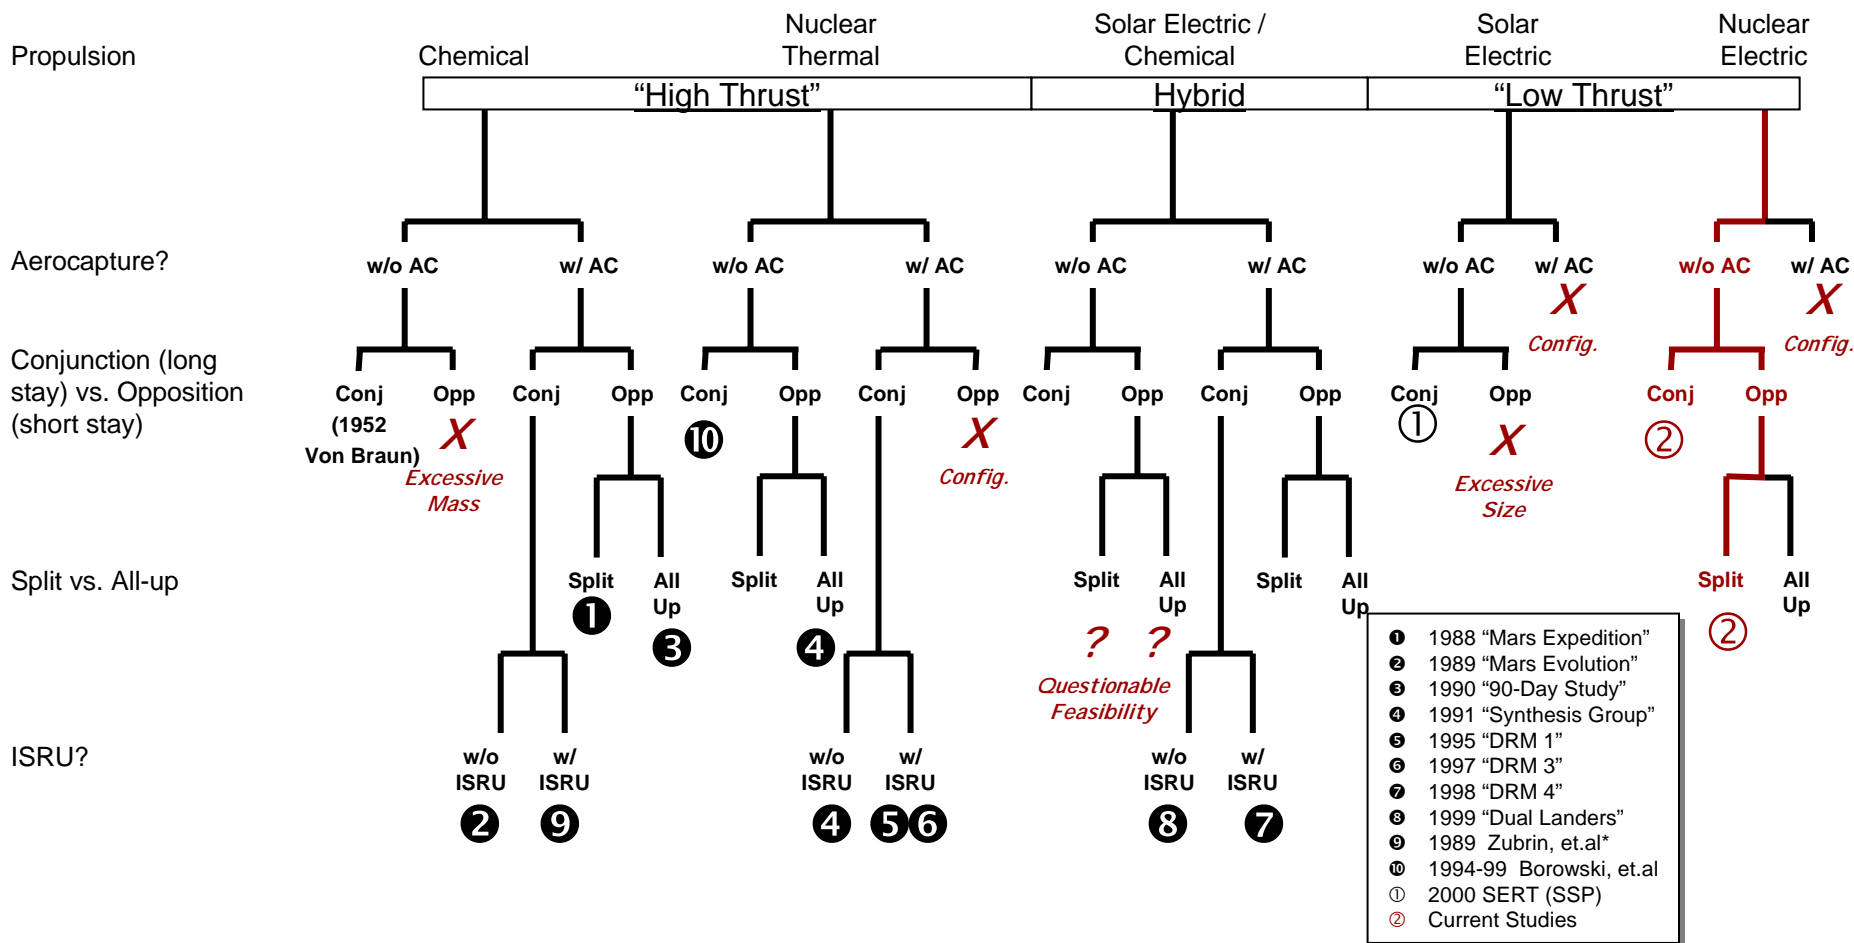 Propulsion
Chemical
Nuclear
Thermal
Solar Electric /
Chemical
Solar
Electric
Nuclear
Electric
“High Thrust”
Hybrid
“Low Thrust”
Aerocapture?
w/o AC
w/ AC
w/o AC
w/ AC
w/o AC
w/ AC
w/o AC
w/ AC
X
Config.
w/o AC
w/ AC
X
Config.
Conjunction (long
stay) vs. Opposition
(short stay)
Conj
(1952
Von Braun)
Opp
X
Excessive
Mass
Conj
Opp
Conj
❿
Opp
Conj
Opp
X
Config.
Conj
Opp
Conj
Opp
Conj
①
Opp
X
Excessive
Size
Conj
②
Opp
Split vs. All-up
Split
❶
All
Up
❸
Split
All
Up
❹
Split
?
All
Up
?
Questionable
Feasibility
Split
All
Up
Split
②
All
Up
ISRU?
w/o
ISRU
❷
w/
ISRU
❾
w/o
ISRU
❹
w/
ISRU
❺❻
w/o
ISRU
❽
w/
ISRU
❼
❶ 1988 “Mars Expedition”
❷ 1989 “Mars Evolution”
❸ 1990 “90-Day Study”
❹ 1991 “Synthesis Group”
❺ 1995 “DRM 1”
❻ 1997 “DRM 3”
❼ 1998 “DRM 4”
❽ 1999 “Dual Landers”
❾ 1989 Zubrin, et.al*
❿ 1994-99 Borowski, et.al
① 2000 SERT (SSP)
② Current Studies